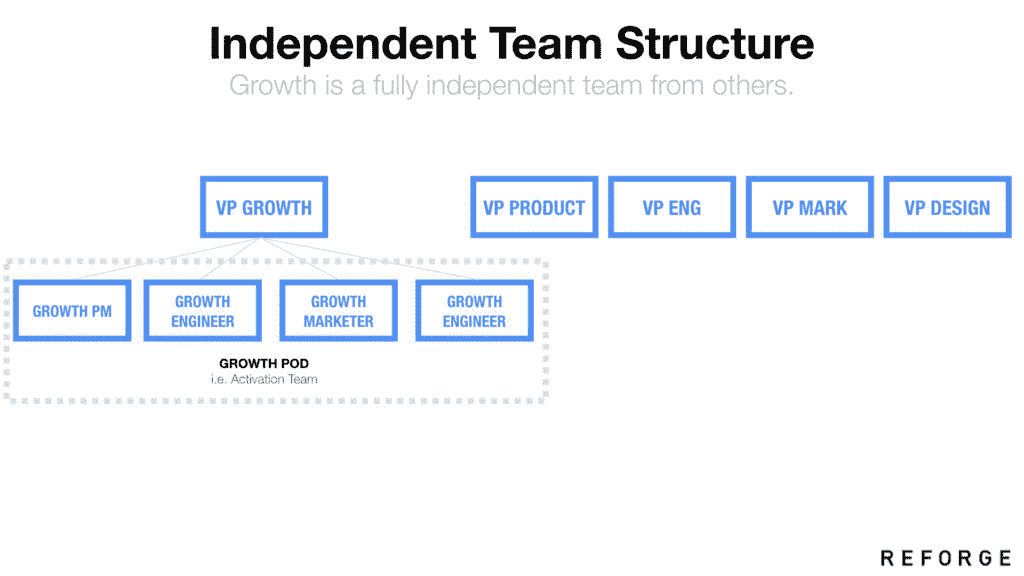 Independent Team Structure
Growth is a fully independent team from others.
VP GROWTH
VP PRODUCT
VP ENG
VP MARK
VP DESIGN
GROWTH PM
GROWTH
ENGINEER
GROWTH
MARKETER
GROWTH
ENGINEER
GROWTH POD
i.e. Activation Team
REFORGE